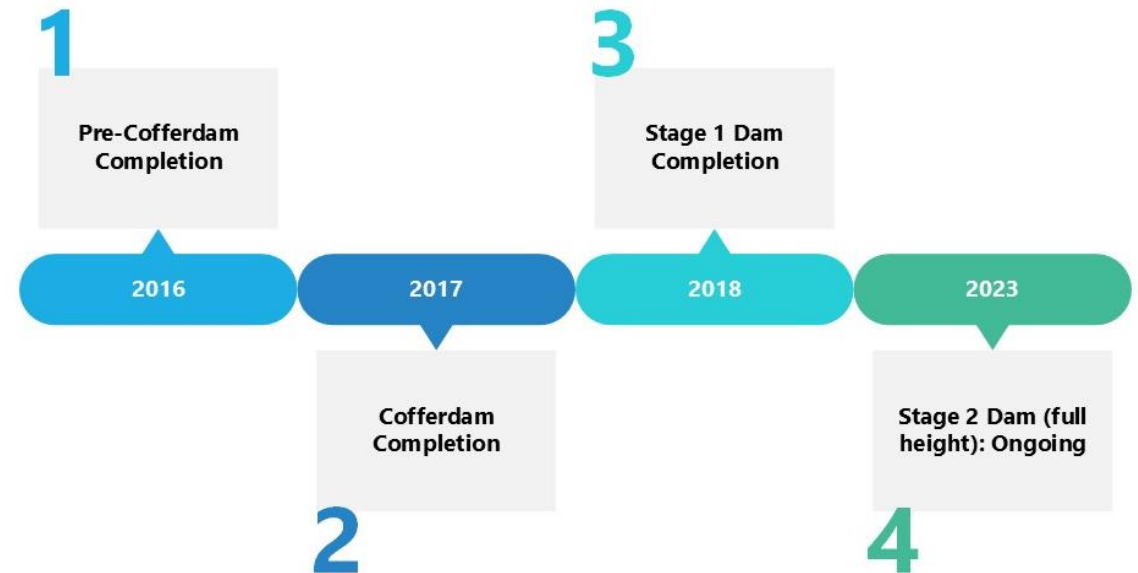 1
Pre-Cofferdam
Completion
2016
2017
Cofferdam
Completion
2
3
Stage 1 Dam
Completion
2018
2023
Stage 2 Dam (full
height): Ongoing
4